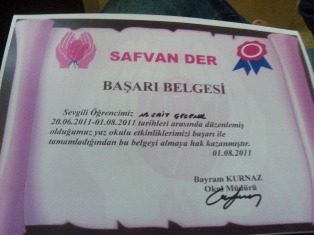 SAFVAN DER
BAŞARI BELGESİ
Sevgili Öğrencimiz
20.06.2011-01.08.2011 tarihleri arasında düzenlemiş
olduğumuz yaz okulu etkinliklerimizi başarı ile
tamamladığından bu belgeyi almaya hak kazanmıştır.
01.08.2011
Bayram KURNAZ
Okul Müdürü